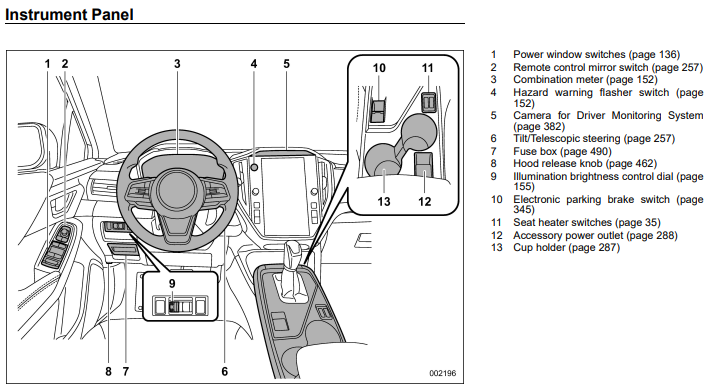 Instrument Panel
1 2 3 4 5 10 11
13 12
9
8 7 6
002196
1 Power window switches (page 136)
2 Remote control mirror switch (page 257)
3 Combination meter (page 152)
4 Hazard warning flasher switch (page
152)
5 Camera for Driver Monitoring System
(page 382)
6 Tilt/Telescopic steering (page 257)
7 Fuse box (page 490)
8 Hood release knob (page 462)
9 Illumination brightness control dial (page
155)
10 Electronic parking brake switch (page
345)
11 Seat heater switches (page 35)
12 Accessory power outlet (page 288)
13 Cup holder (page 287)